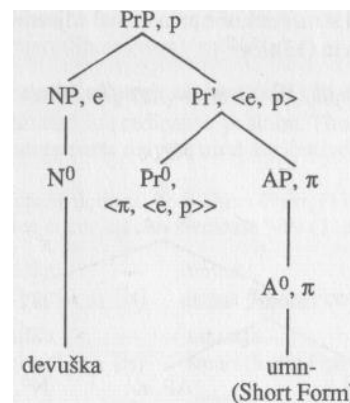 PrP, p
NP, e Pr', <e, p>
N⁰ Pr⁰, AP, π
<π, <e, p>>
A⁰, π
devuška umn-
(Short Form)